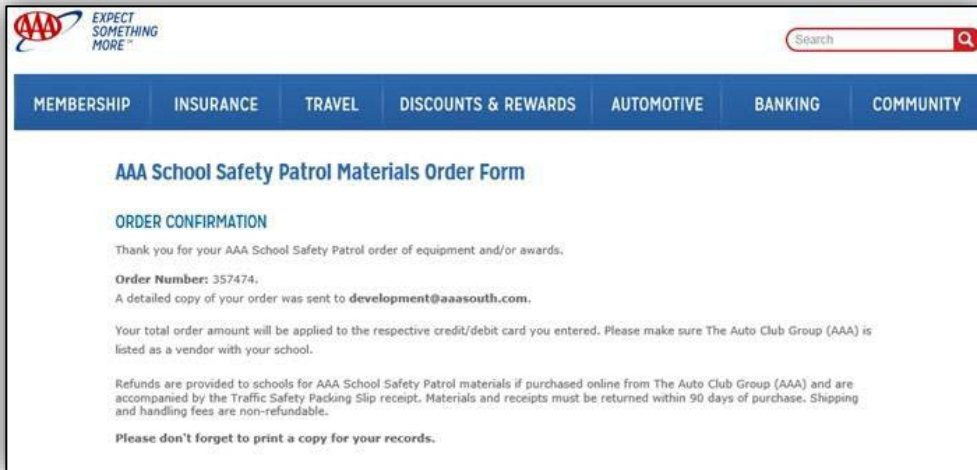 AAA
EXPECT
SOMETHING
MORE℠
Search
MEMBERSHIP INSURANCE TRAVEL DISCOUNTS & REWARDS AUTOMOTIVE BANKING COMMUNITY
AAA School Safety Patrol Materials Order Form
ORDER CONFIRMATION
Thank you for your AAA School Safety Patrol order of equipment and/or awards.
Order Number: 357474.
A detailed copy of your order was sent to development@aaasouth.com.
Your total order amount will be applied to the respective credit/debit card you entered. Please make sure The Auto Club Group (AAA) is
listed as a vendor with your school.
Refunds are provided to schools for AAA School Safety Patrol materials if purchased online from The Auto Club Group (AAA) and are
accompanied by the Traffic Safety Packing Slip receipt. Materials and receipts must be returned within 90 days of purchase. Shipping
and handling fees are non-refundable.
Please don't forget to print a copy for your records.